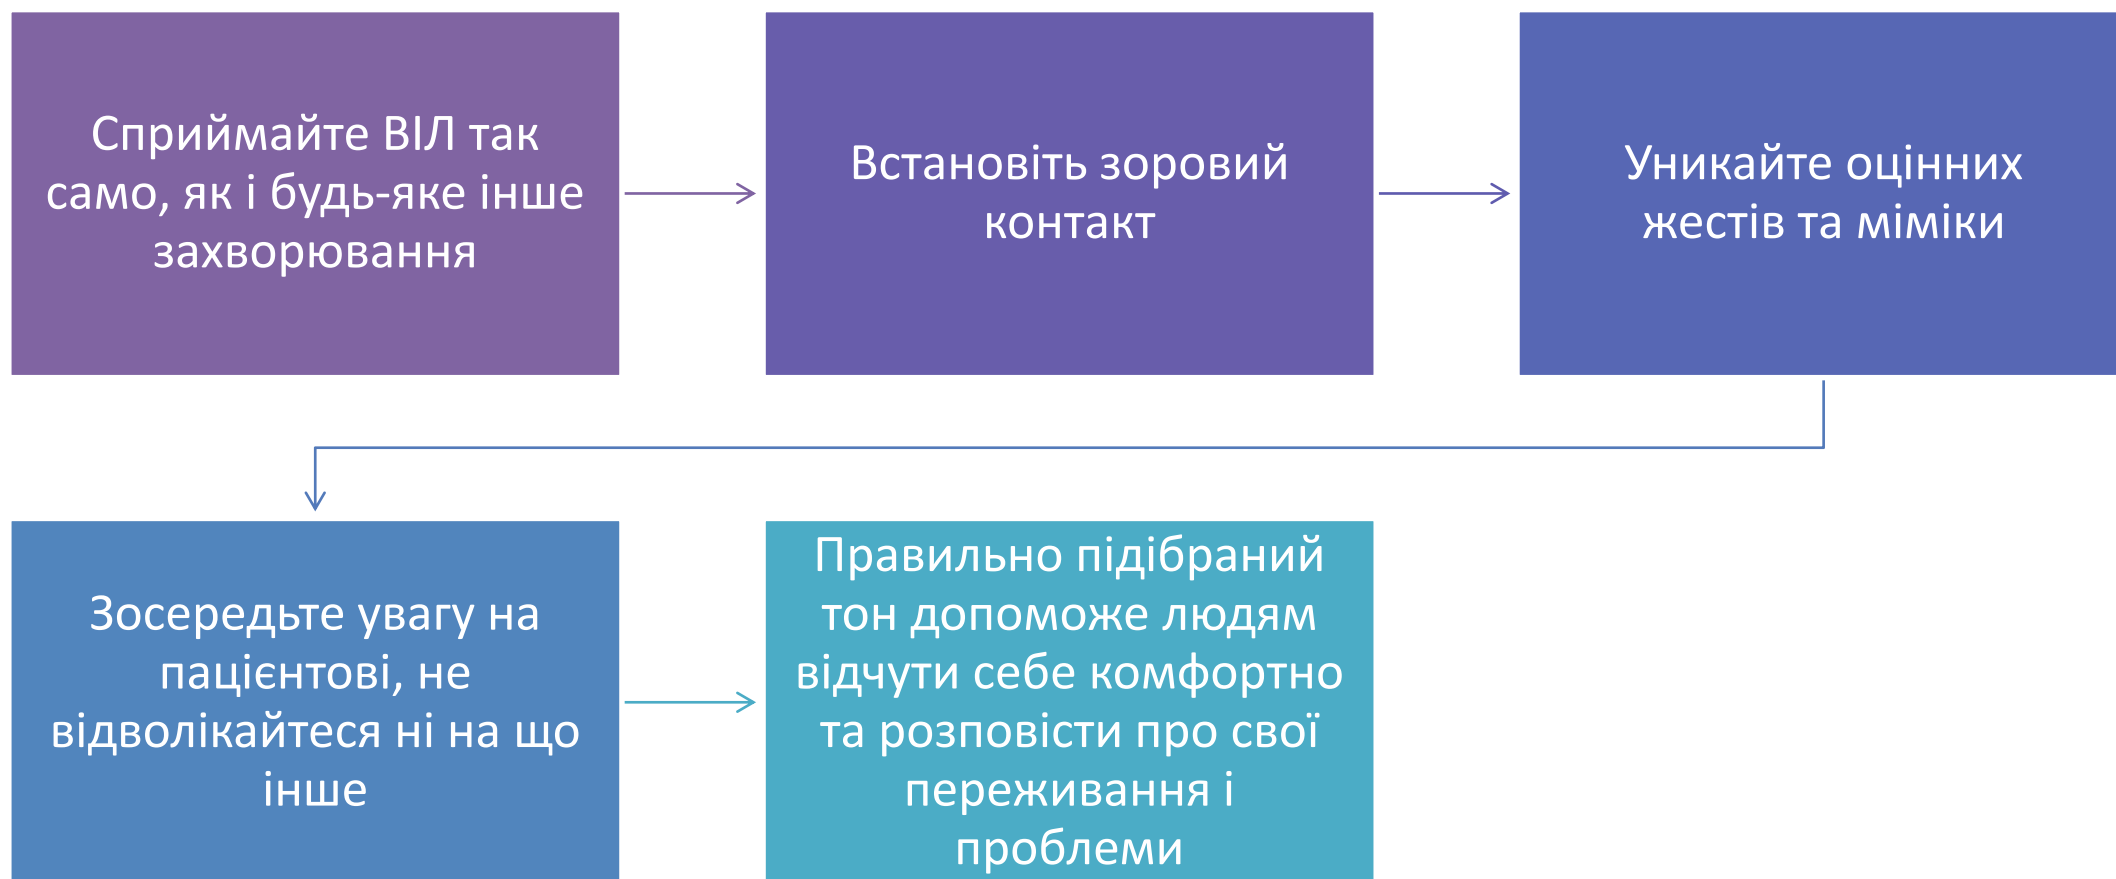 Сприймайте ВІЛ так
само, як і будь-яке інше
захворювання
Встановіть зоровий
контакт
Уникайте оцінних
жестів та міміки
Зосередьте увагу на
пацієнтові, не
відволікайтеся ні на що
інше
Правильно підібраний
тон допоможе людям
відчути себе комфортно
та розповісти про свої
переживання і
проблеми